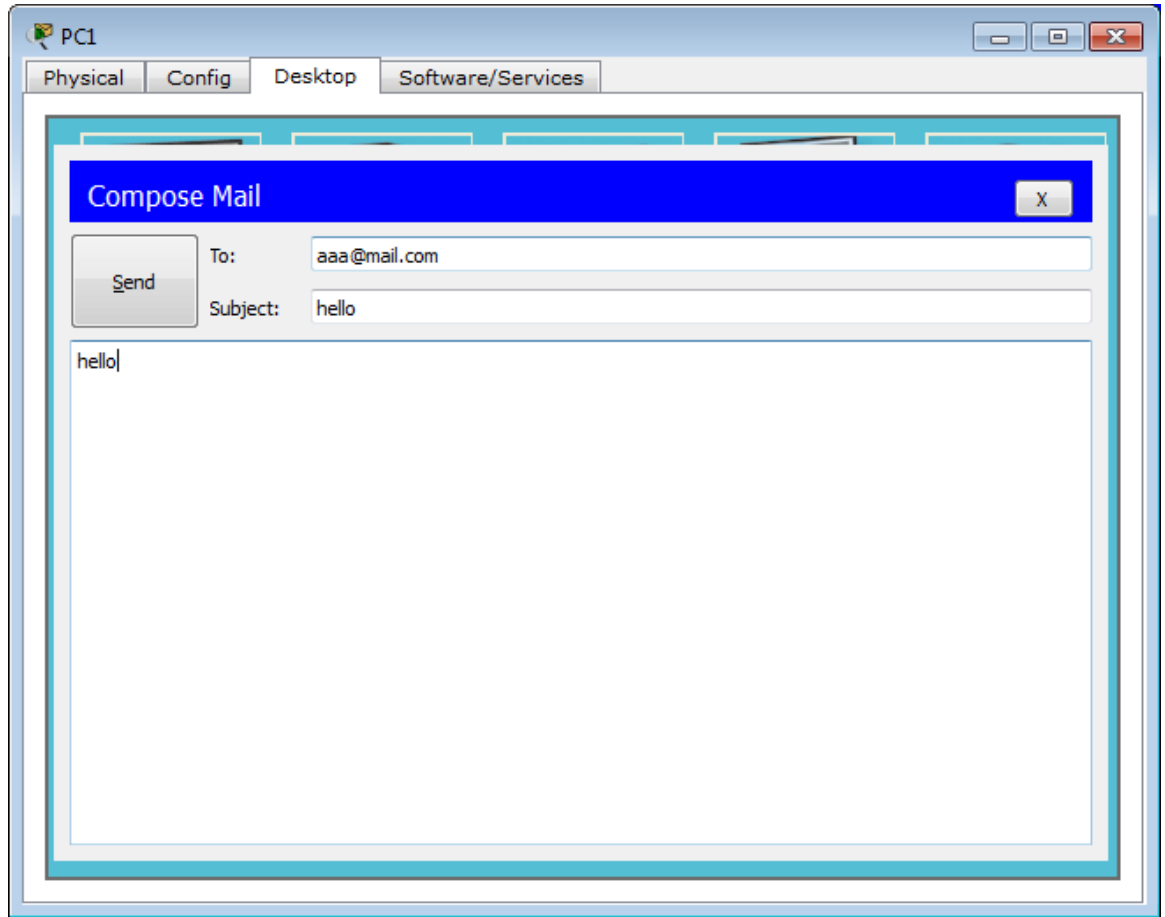 PC1
Physical Config Desktop Software/Services
Compose Mail X
To: aaa@mail.com
Send
Subject: hello
hello